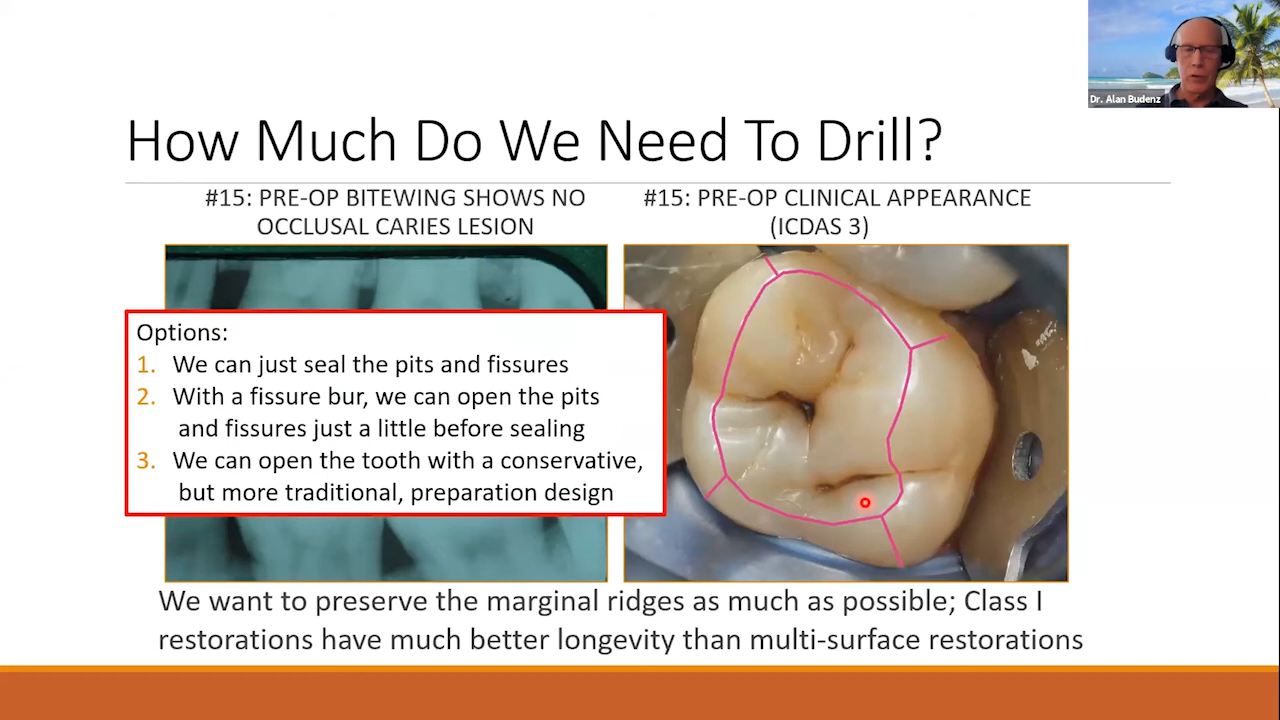 Dr. Alan Budenz
How Much Do We Need To Drill?
#15: PRE-OP BITEWING SHOWS NO
OCCLUSAL CARIES LESION
#15: PRE-OP CLINICAL APPEARANCE
(ICDAS 3)
Options:
1. We can just seal the pits and fissures
2. With a fissure bur, we can open the pits
and fissures just a little before sealing
3. We can open the tooth with a conservative,
but more traditional, preparation design
We want to preserve the marginal ridges as much as possible; Class I
restorations have much better longevity than multi-surface restorations